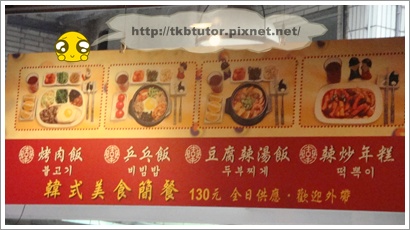 http://tkbtutor.pixnet.net/
烤肉飯 乒乓飯 豆腐辣湯飯 辣炒年糕
불고기 비빔밥 두부찌게 떡뽁이
韓式美食簡餐 130元 全日供應·歡迎外帶